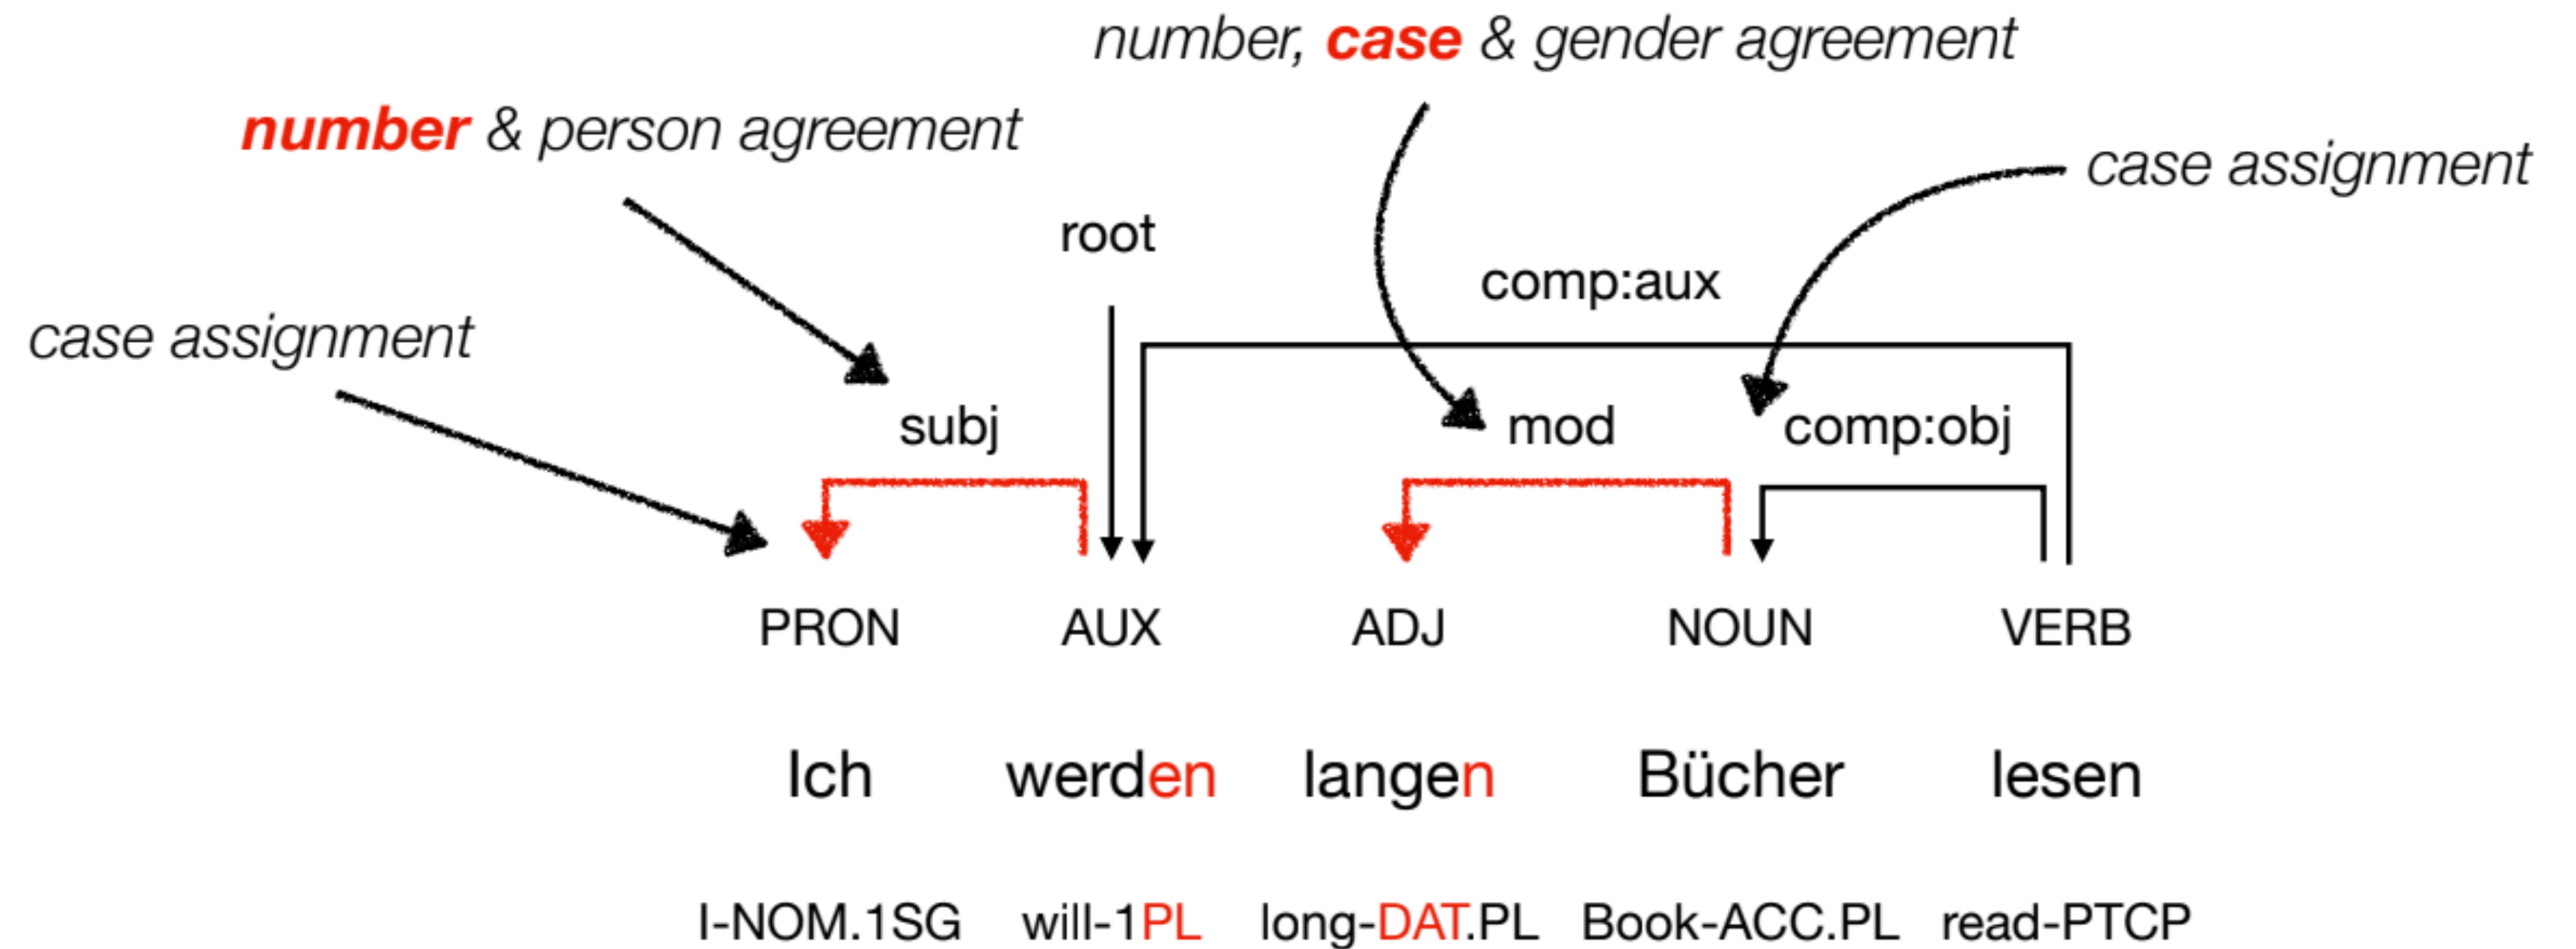 number, case & gender agreement
number & person agreement
case assignment
root
comp:aux
case assignment
subj
mod
comp:obj
PRON AUX ADJ NOUN VERB
Ich werden langen Bücher lesen
I-NOM.1SG will-1PL long-DAT.PL Book-ACC.PL read-PTCP